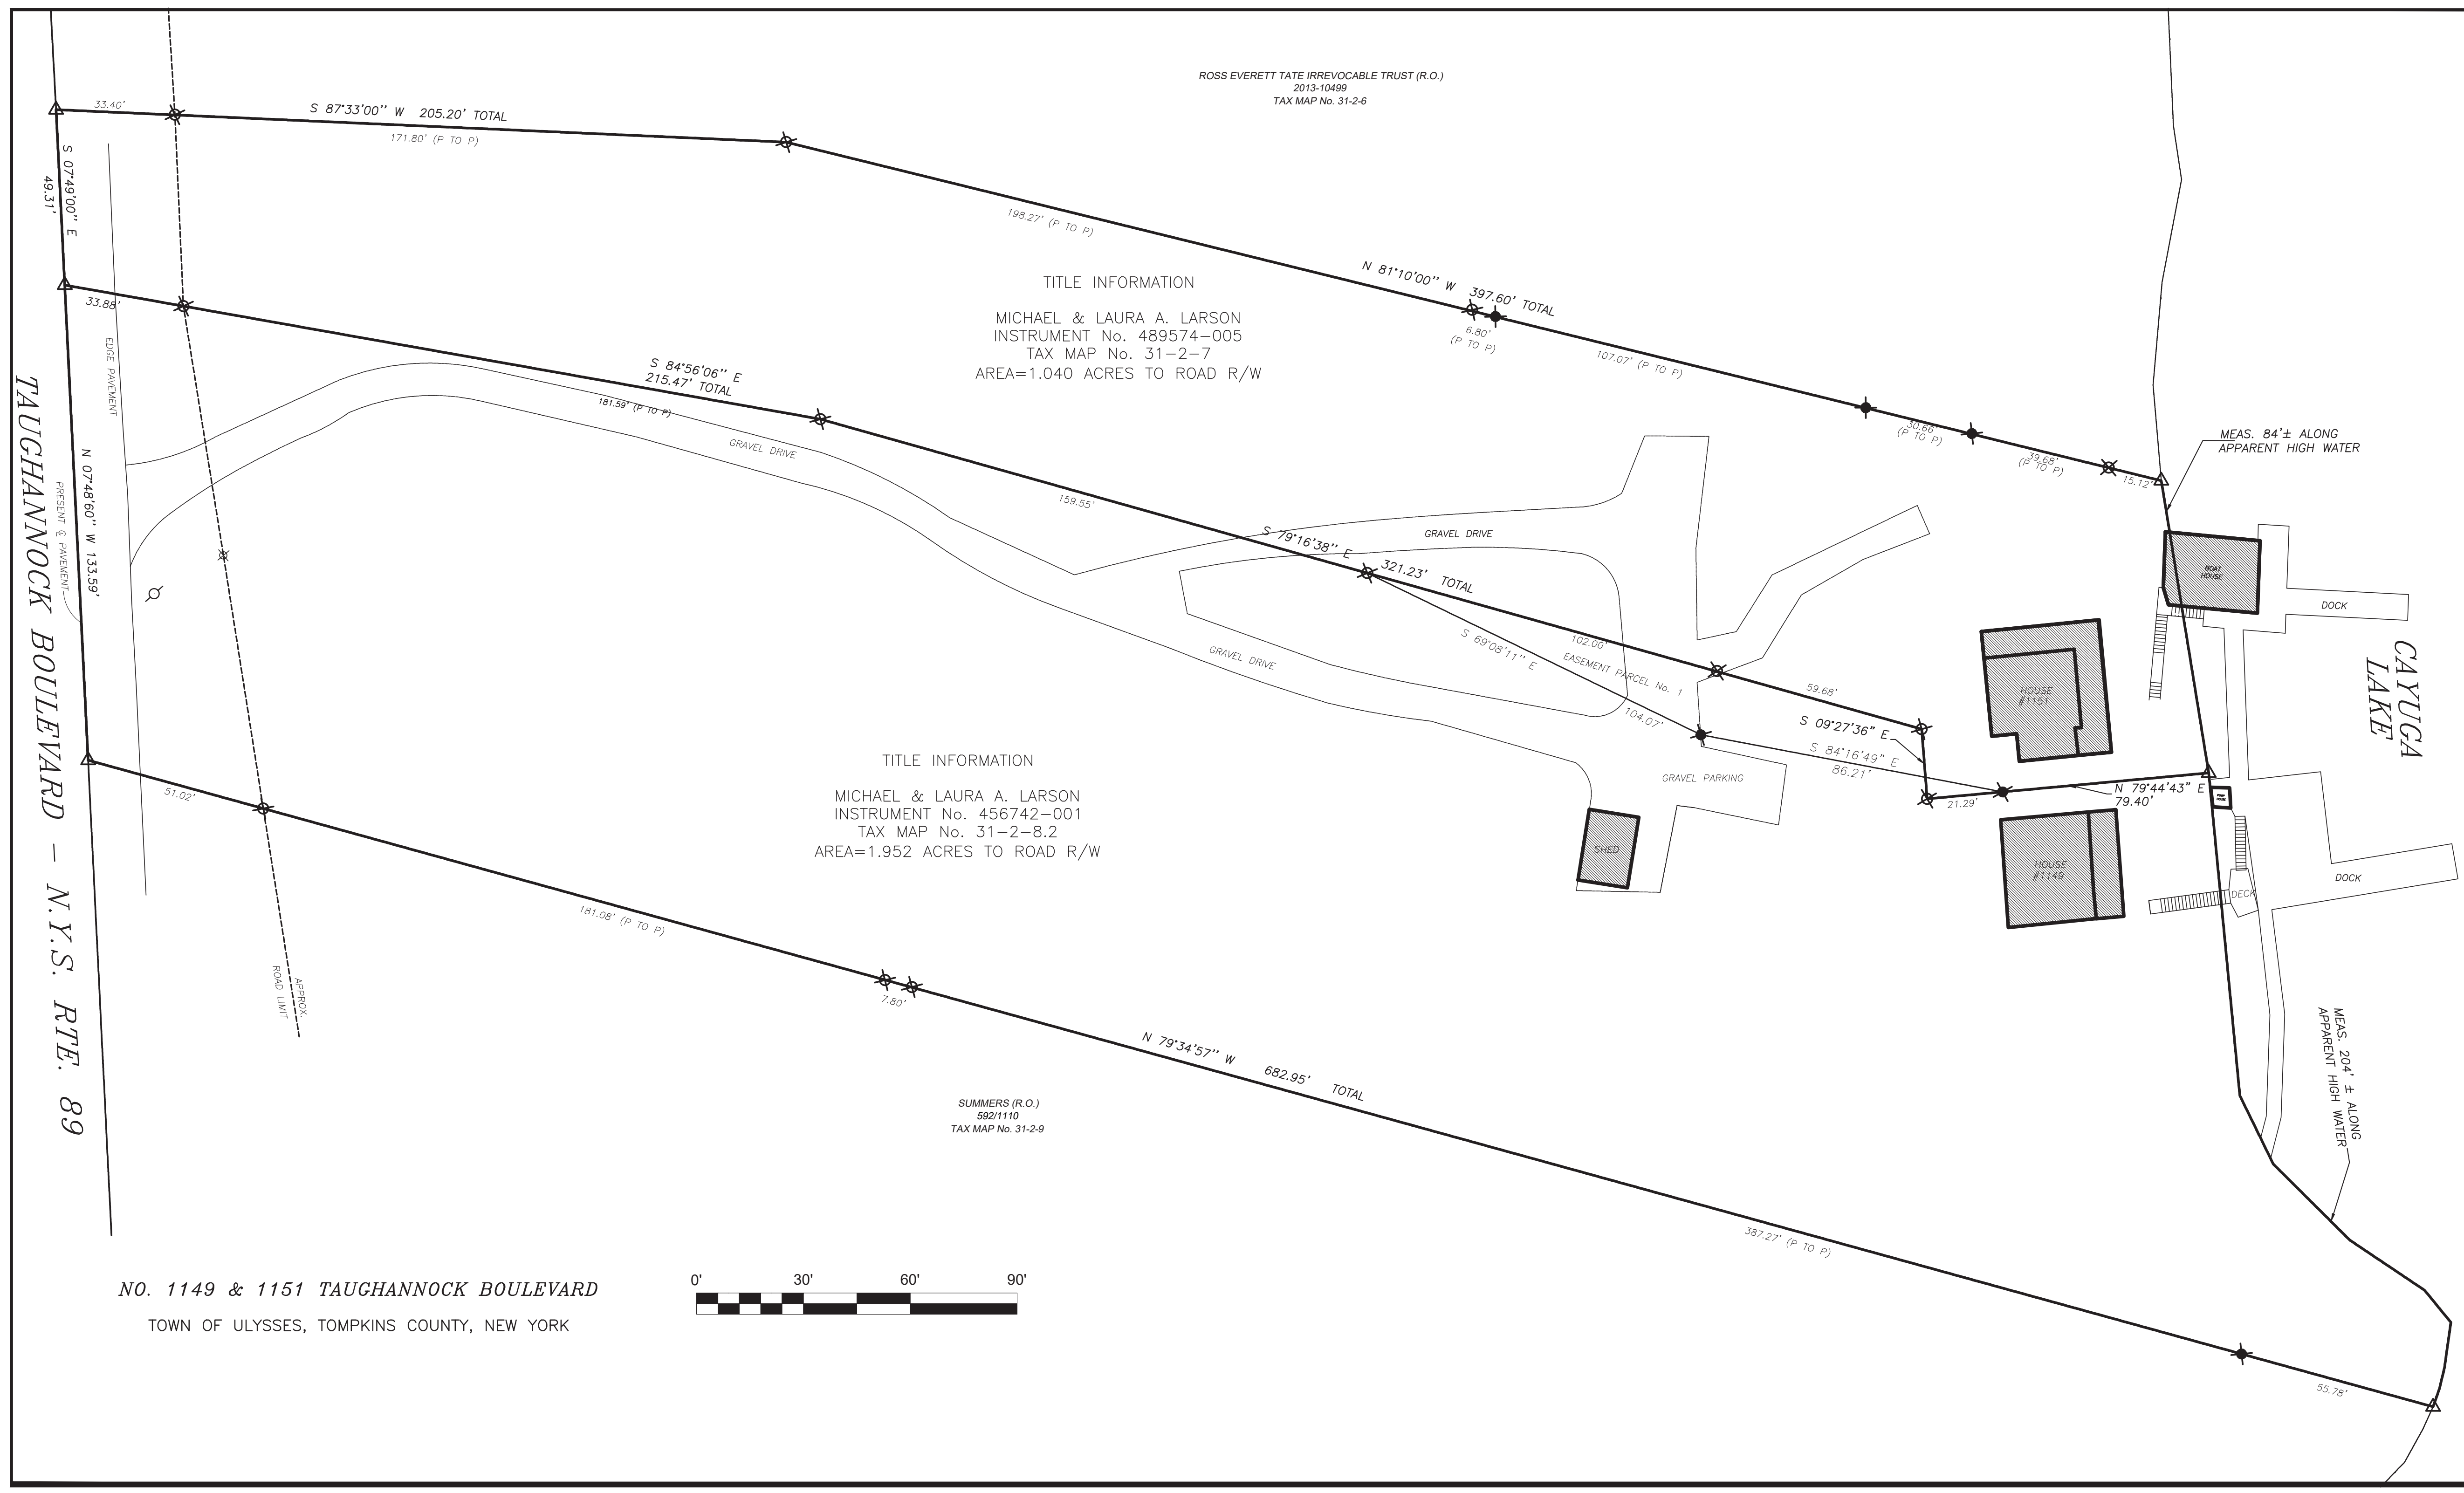 ROSS EVERETT TATE IRREVOCABLE TRUST (R.O.)
2013-10499
TAX MAP No. 31-2-6
33.40'
S 87°33'00'' W 205.20' TOTAL
171.80' (P TO P)
S 07°49'00'' E
49.31'
198.27' (P TO P)
N 81°10'00'' W 397.60' TOTAL
6.80'
(P TO P)
107.07' (P TO P)
30.66'
(P TO P)
39.68'
(P TO P)
15.12'
MEAS. 84'± ALONG
APPARENT HIGH WATER
TITLE INFORMATION
MICHAEL & LAURA A. LARSON
INSTRUMENT No. 489574-005
TAX MAP No. 31-2-7
AREA=1.040 ACRES TO ROAD R/W
33.88'
EDGE PAVEMENT
S 84°56'06'' E
215.47' TOTAL
181.59' (P TO P)
GRAVEL DRIVE
159.55'
S 79°16'38'' E 321.23' TOTAL
GRAVEL DRIVE
102.00'
59.68'
S 69°08'11'' E
104.07'
EASEMENT PARCEL No. 1
GRAVEL DRIVE
N 07°48'60'' W 133.59'
PRESENT ℄ PAVEMENT
TAUGHANNOCK BOULEVARD - N.Y.S. RTE. 89
BOAT
HOUSE
DOCK
CAYUGA
LAKE
HOUSE
#1151
S 09°27'36" E
S 84°16'49" E
86.21'
21.29'
N 79°44'43" E
79.40'
PUMP
HOUSE
GRAVEL PARKING
SHED
HOUSE
#1149
DECK
DOCK
TITLE INFORMATION
MICHAEL & LAURA A. LARSON
INSTRUMENT No. 456742-001
TAX MAP No. 31-2-8.2
AREA=1.952 ACRES TO ROAD R/W
51.02'
181.08' (P TO P)
7.80'
APPROX.
ROAD LIMIT
N 79°34'57'' W 682.95' TOTAL
MEAS. 204' ± ALONG
APPARENT HIGH WATER
SUMMERS (R.O.)
592/1110
TAX MAP No. 31-2-9
387.27' (P TO P)
55.78'
NO. 1149 & 1151 TAUGHANNOCK BOULEVARD
TOWN OF ULYSSES, TOMPKINS COUNTY, NEW YORK
0' 30' 60' 90'